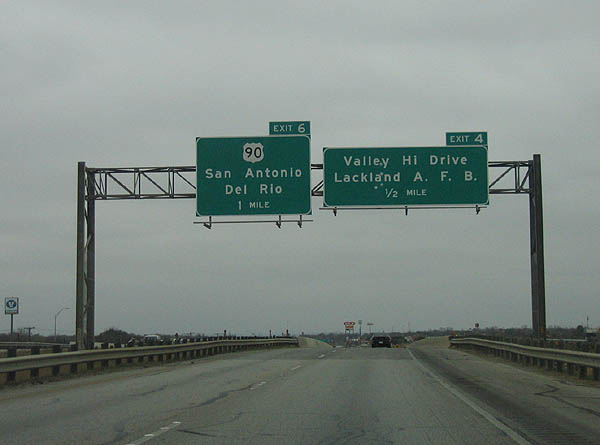 EXIT 6
90
San Antonio
Del Rio
1 MILE
EXIT 4
Valley Hi Drive
Lackland A. F. B.
1/2 MILE